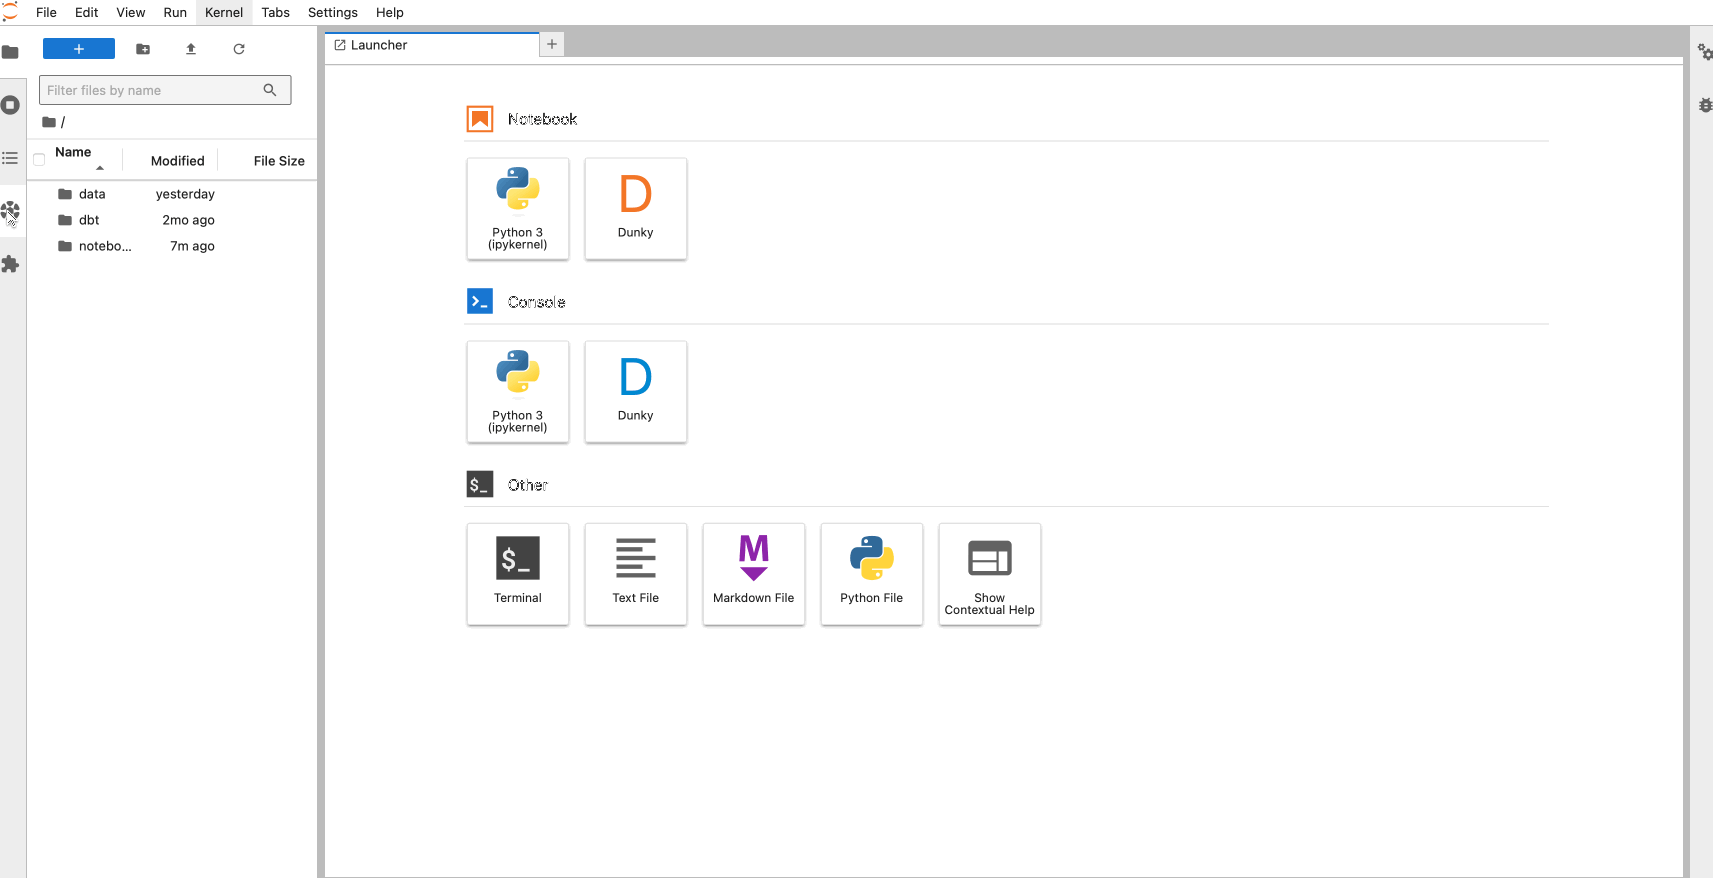 File Edit View Run Kernel Tabs Settings Help
Launcher
Filter files by name
/
Name Modified File Size
data yesterday
dbt 2mo ago
notebo... 7m ago
Notebook
Python 3
(ipykernel)
Dunky
Console
Python 3
(ipykernel)
Dunky
$_ Other
$_
Terminal
Text File
M
Markdown File
Python File
Show
Contextual Help